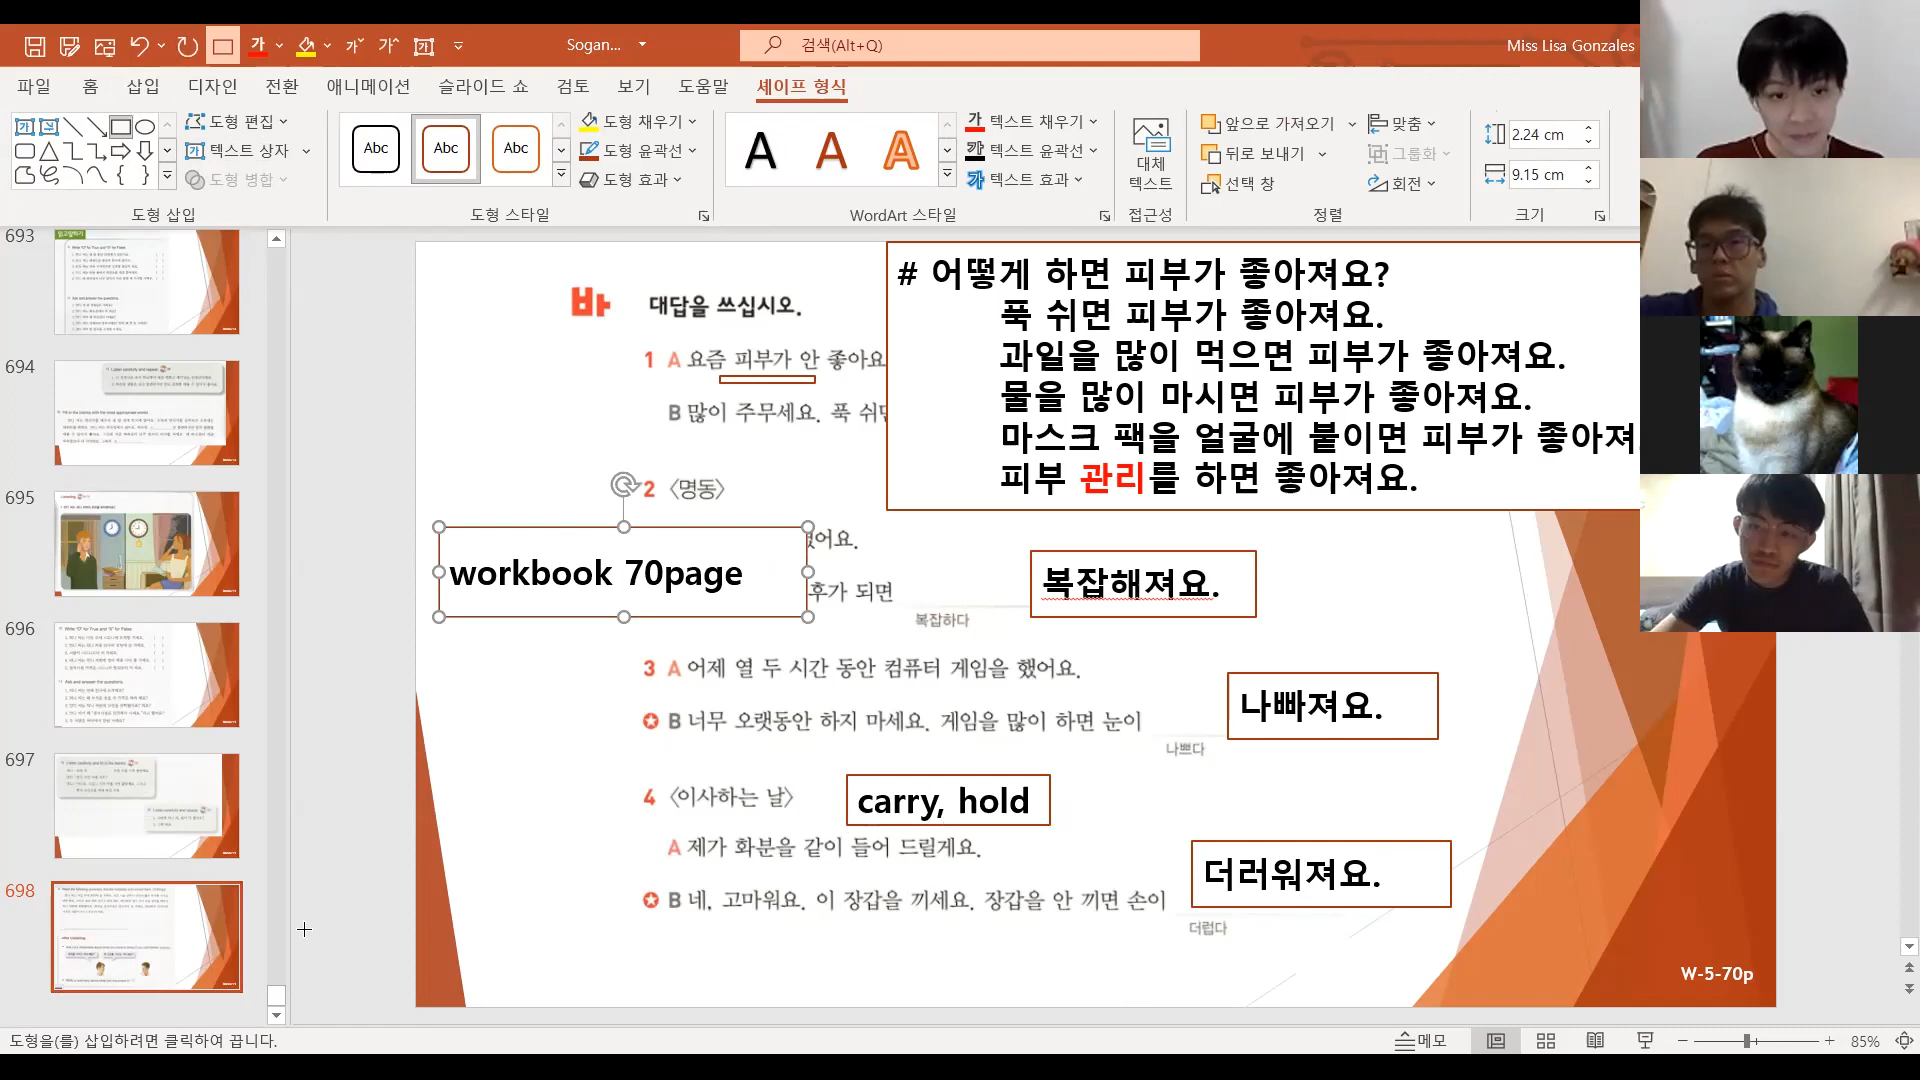 Sogan...
검색(Alt+Q)
Miss Lisa Gonzales
파일 홈 삽입 디자인 전환 애니메이션 슬라이드 쇼 검토 보기 도움말 셰이프 형식
도형 편집
텍스트 상자
도형 병합
도형 삽입
Abc Abc Abc
도형 채우기
도형 윤곽선
도형 효과
도형 스타일
A A A
텍스트 채우기
텍스트 윤곽선
텍스트 효과
WordArt 스타일
대체
텍스트
접근성
앞으로 가져오기
뒤로 보내기
선택 창
맞춤
그룹화
회전
정렬
2.24 cm
9.15 cm
크기
693
694
695
696
697
698
바 대답을 쓰십시오.
# 어떻게 하면 피부가 좋아져요?
푹 쉬면 피부가 좋아져요.
과일을 많이 먹으면 피부가 좋아져요.
물을 많이 마시면 피부가 좋아져요.
마스크 팩을 얼굴에 붙이면 피부가 좋아져
피부 관리를 하면 좋아져요.
1 A 요즘 피부가 안 좋아요
B 많이 주무세요. 푹 쉬면
2 〈명동〉
workbook 70page
어요.
후가 되면
복잡해져요.
복잡하다
3 A 어제 열 두 시간 동안 컴퓨터 게임을 했어요.
B 너무 오랫동안 하지 마세요. 게임을 많이 하면 눈이
나빠져요.
나쁘다
4 〈이사하는 날〉
carry, hold
A 제가 화분을 같이 들어 드릴게요.
B 네, 고마워요. 이 장갑을 끼세요. 장갑을 안 끼면 손이
더러워져요.
더럽다
W-5-70p
도형을(를) 삽입하려면 클릭하여 끕니다.
메모
85%